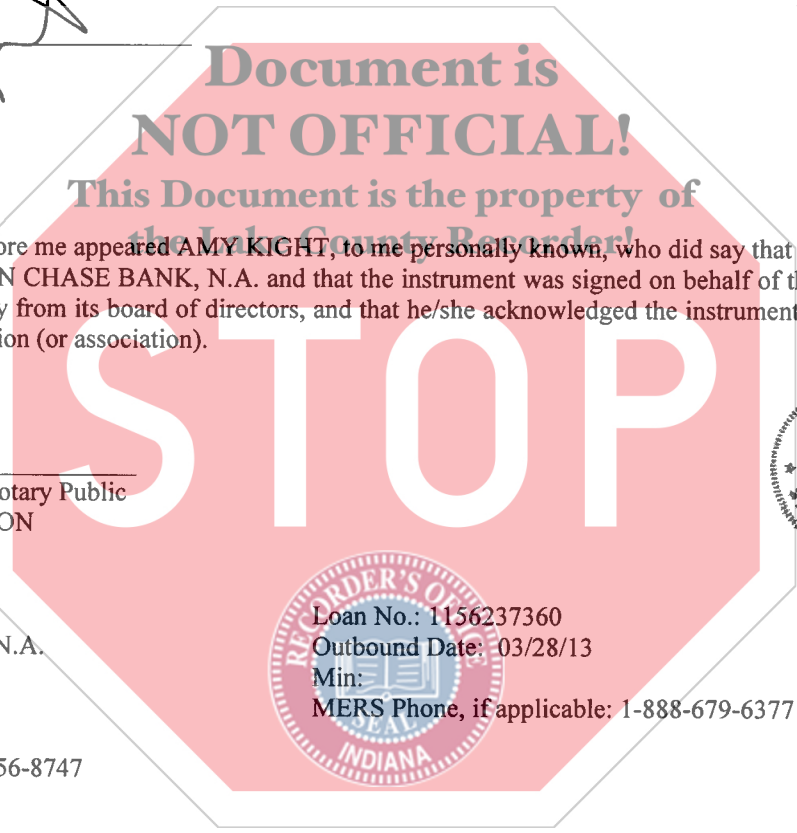 Document is
NOT OFFICIAL!
This Document is the property of
the Lake County Recorder!
ore me appeared AMY KIGHT, to me personally known, who did say that
N CHASE BANK, N.A. and that the instrument was signed on behalf of th
y from its board of directors, and that he/she acknowledged the instrument
ion (or association).
STOP
otary Public
ON
RECORDER'S OFFICE
SEAL
INDIANA
Loan No.: 1156237360
N.A.
Outbound Date: 03/28/13
Min:
MERS Phone, if applicable: 1-888-679-6377
56-8747